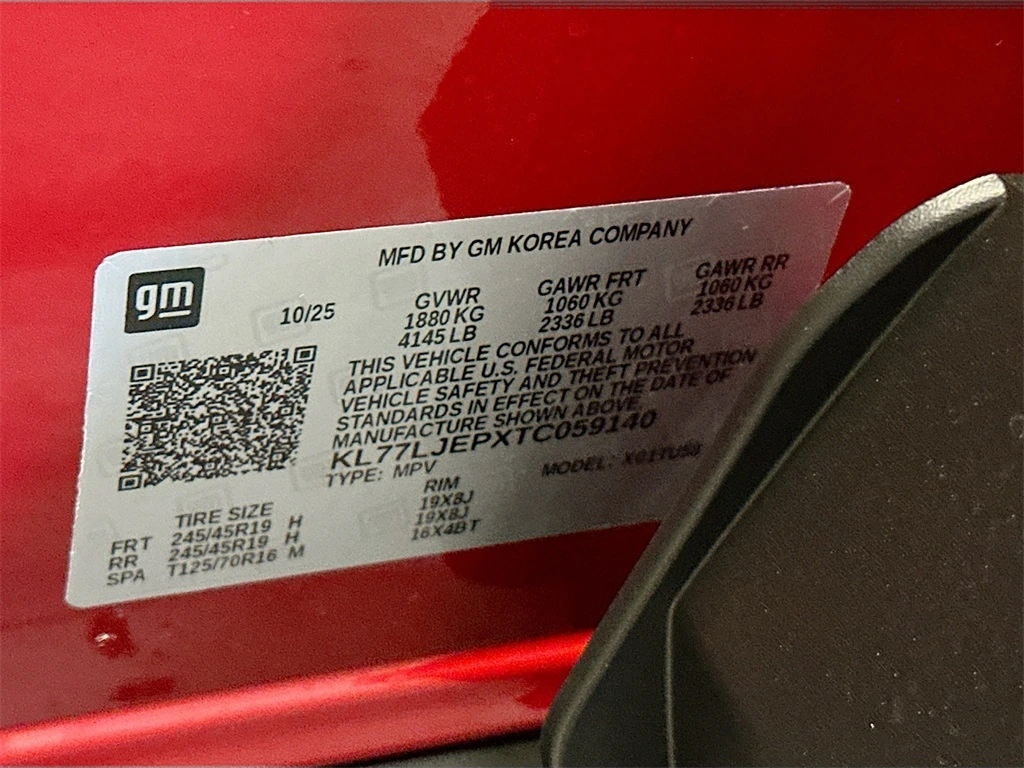 MFD BY GM KOREA COMPANY
gm
10/25
GVWR
1880 KG
4145 LB
GAWR FRT
1060 KG
2336 LB
GAWR RR
1060 KG
2336 LB
THIS VEHICLE CONFORMS TO ALL
APPLICABLE U.S. FEDERAL MOTOR
VEHICLE SAFETY AND THEFT PREVENTION
STANDARDS IN EFFECT ON THE DATE OF
MANUFACTURE SHOWN ABOVE.
KL77LJEPXTC059140
TYPE: MPV MODEL:
TIRE SIZE RIM
FRT 245/45R19 H 19X8J
RR 245/45R19 H 19X8J
SPA T125/70R16 M 16X4BT